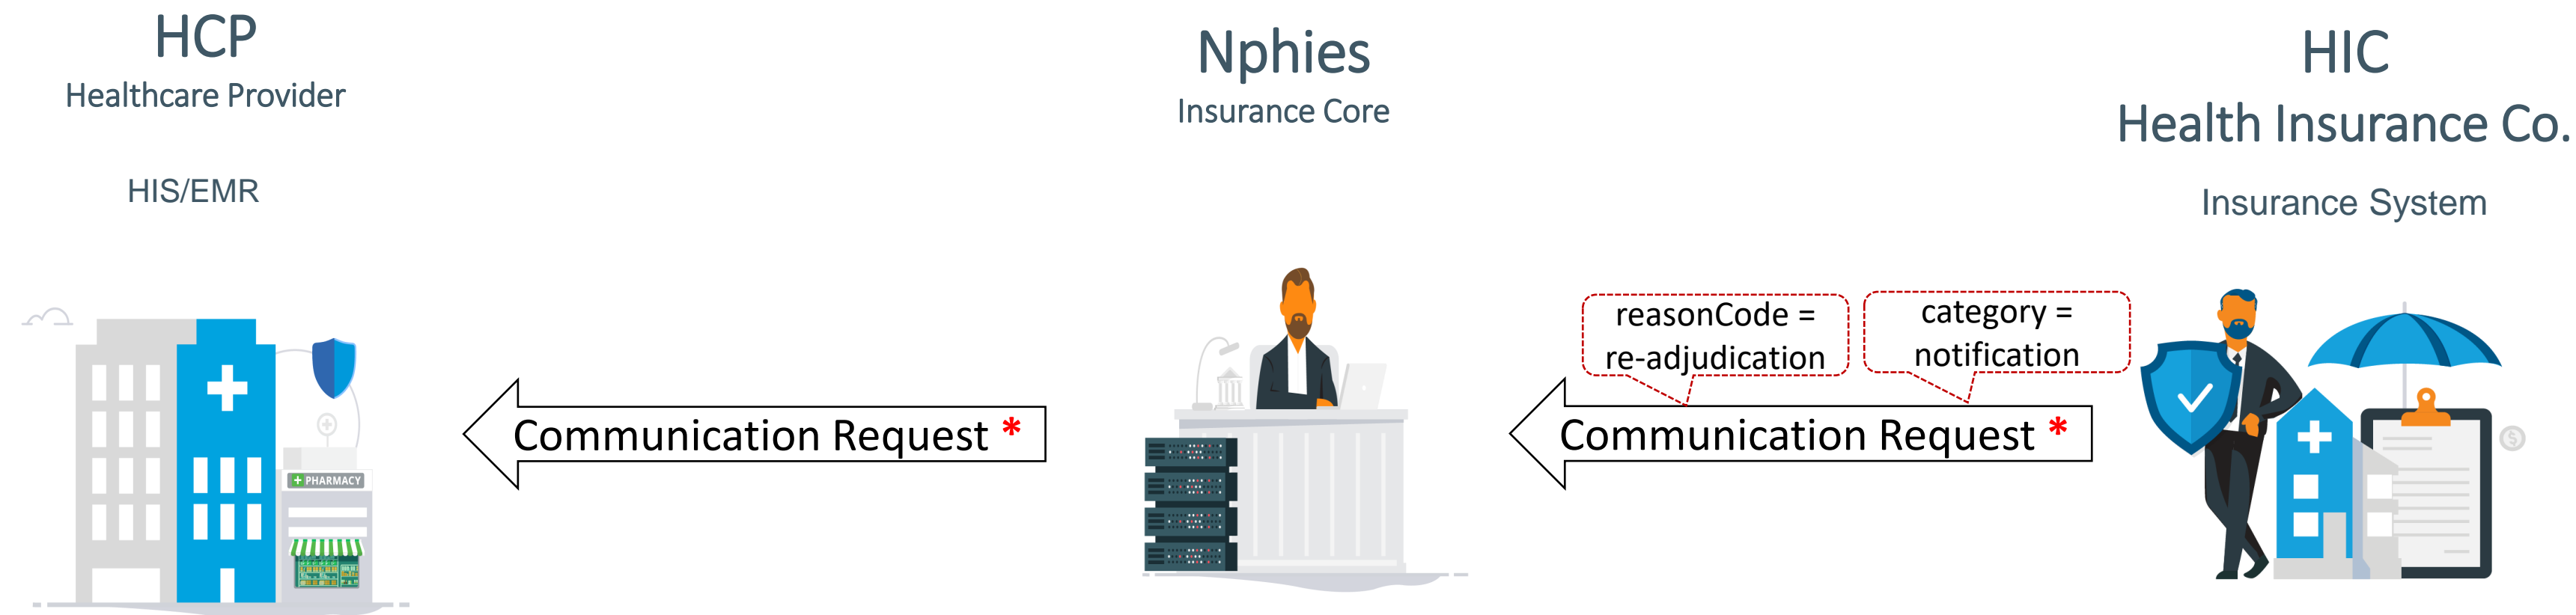 HCP
Healthcare Provider
HIS/EMR
Nphies
Insurance Core
HIC
Health Insurance Co.
Insurance System
reasonCode =
re-adjudication
category =
notification
Communication Request *
Communication Request *
+ PHARMACY
$